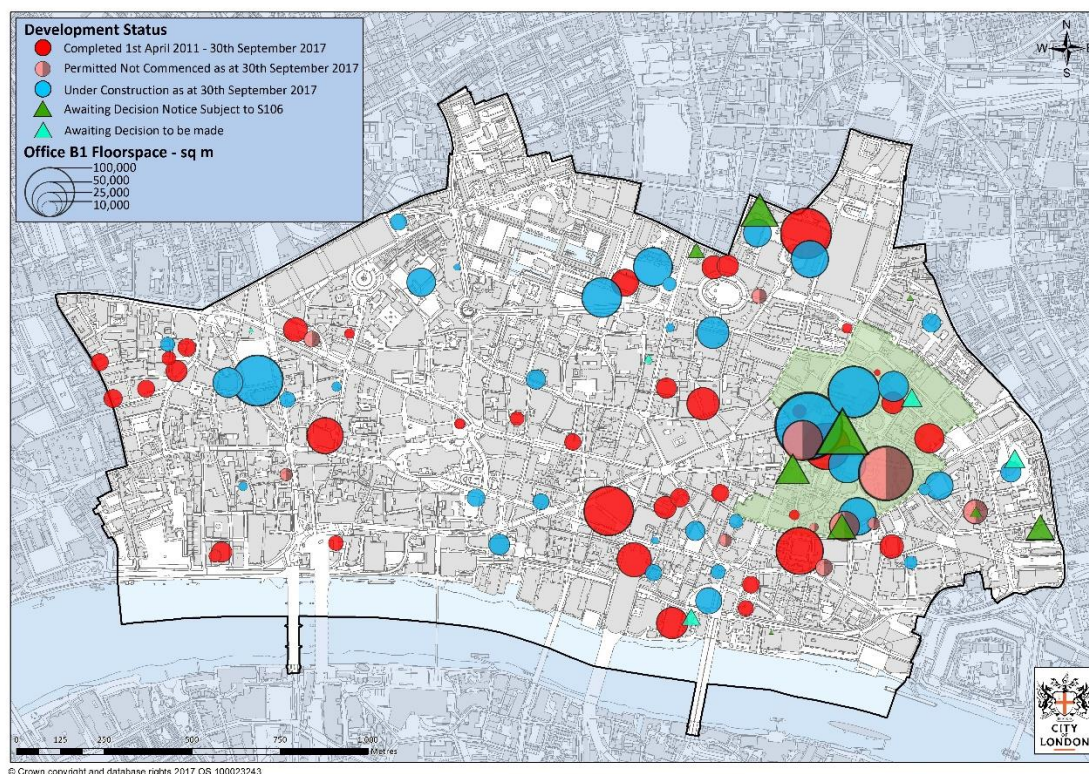 Development Status
Completed 1st April 2011 - 30th September 2017
Permitted Not Commenced as at 30th September 2017
Under Construction as at 30th September 2017
Awaiting Decision Notice Subject to S106
Awaiting Decision to be made
Office B1 Floorspace - sq m
100,000
50,000
25,000
10,000
N
W
S
0 125 250 500 750 1,000
Metres
CITY
OF
LONDON
© Crown copyright and database rights 2017 OS 100023243